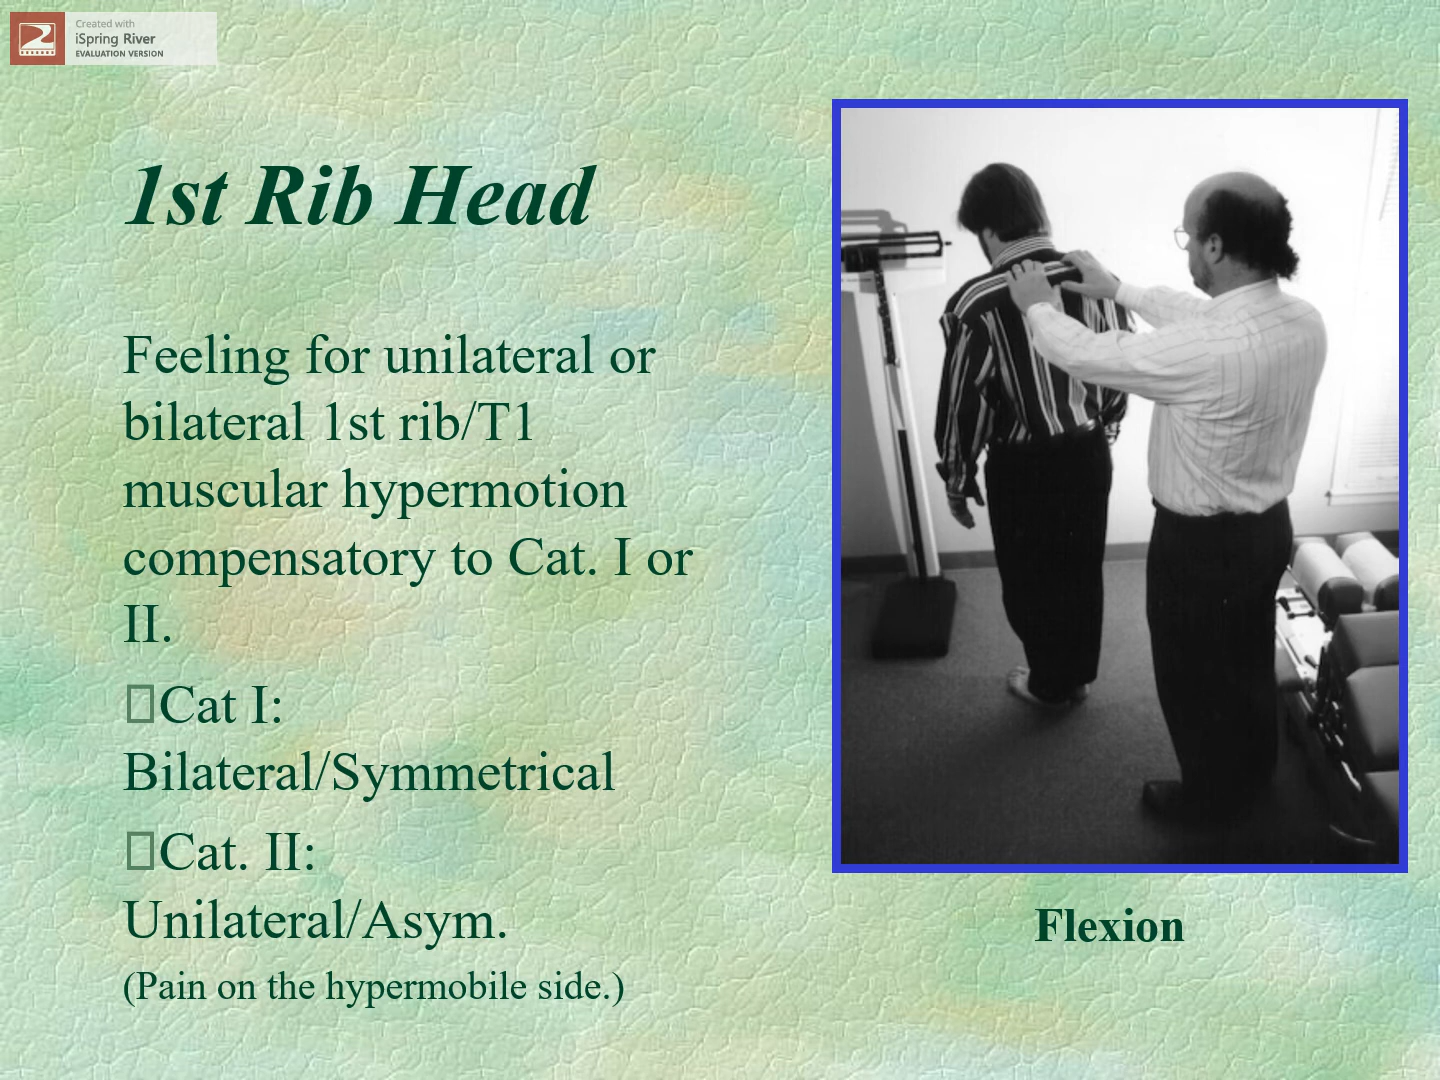 Created with
iSpring River
EVALUATION VERSION
1st Rib Head
Feeling for unilateral or
bilateral 1st rib/T1
muscular hypermotion
compensatory to Cat. I or
II.
Cat I:
Bilateral/Symmetrical
Cat. II:
Unilateral/Asym.
(Pain on the hypermobile side.)
Flexion